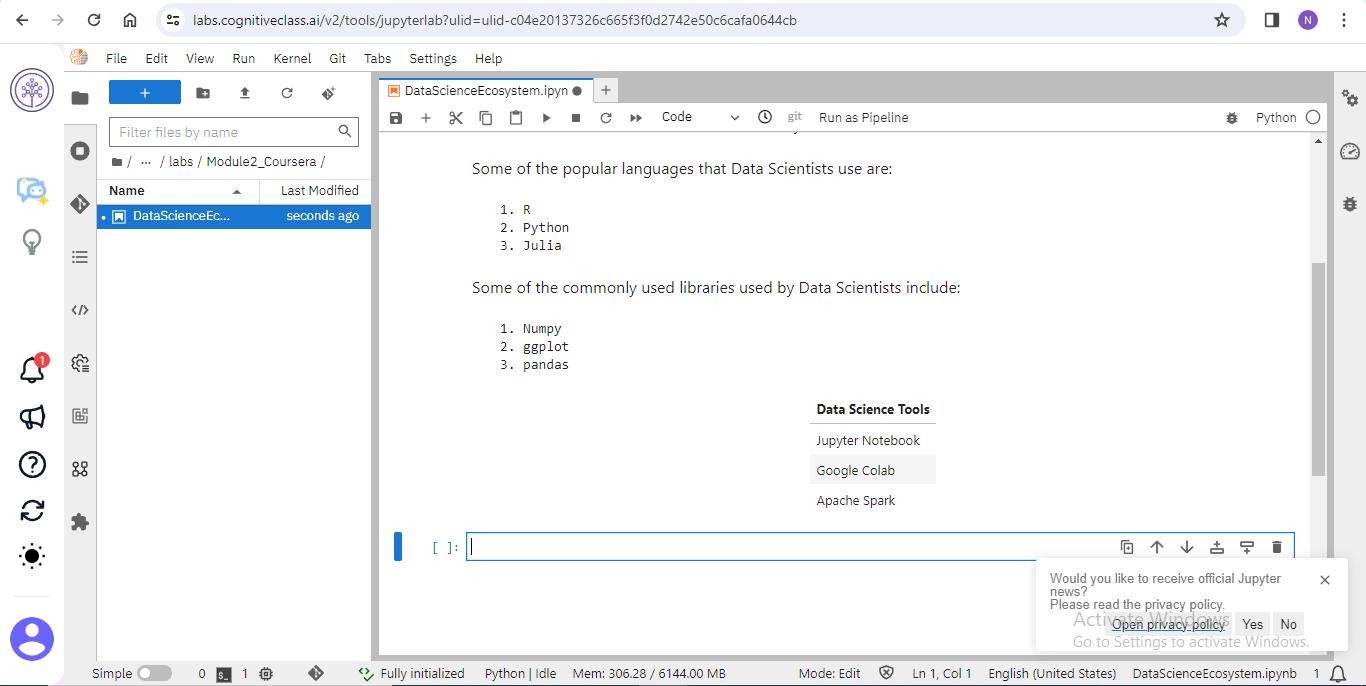 labs.cognitiveclass.ai/v2/tools/jupyterlab?ulid=ulid-c04e20137326c665f3f0d2742e50c6cafa0644cb
N
File Edit View Run Kernel Git Tabs Settings Help
+
DataScienceEcosystem.ipyn
+
Code
git
Run as Pipeline
Python
Filter files by name
/ ... / labs / Module2_Coursera /
Name
Last Modified
DataScienceEc...
seconds ago
Some of the popular languages that Data Scientists use are:
1. R
2. Python
3. Julia
Some of the commonly used libraries used by Data Scientists include:
1. Numpy
2. ggplot
3. pandas
Data Science Tools
Jupyter Notebook
Google Colab
Apache Spark
[ ]:
1
Would you like to receive official Jupyter
news?
Please read the privacy policy.
Open privacy policy
Yes
No
Activate Windows
Go to Settings to activate Windows.
Simple
0
1
Fully initialized
Python | Idle
Mem: 306.28 / 6144.00 MB
Mode: Edit
Ln 1, Col 1
English (United States)
DataScienceEcosystem.ipynb
1